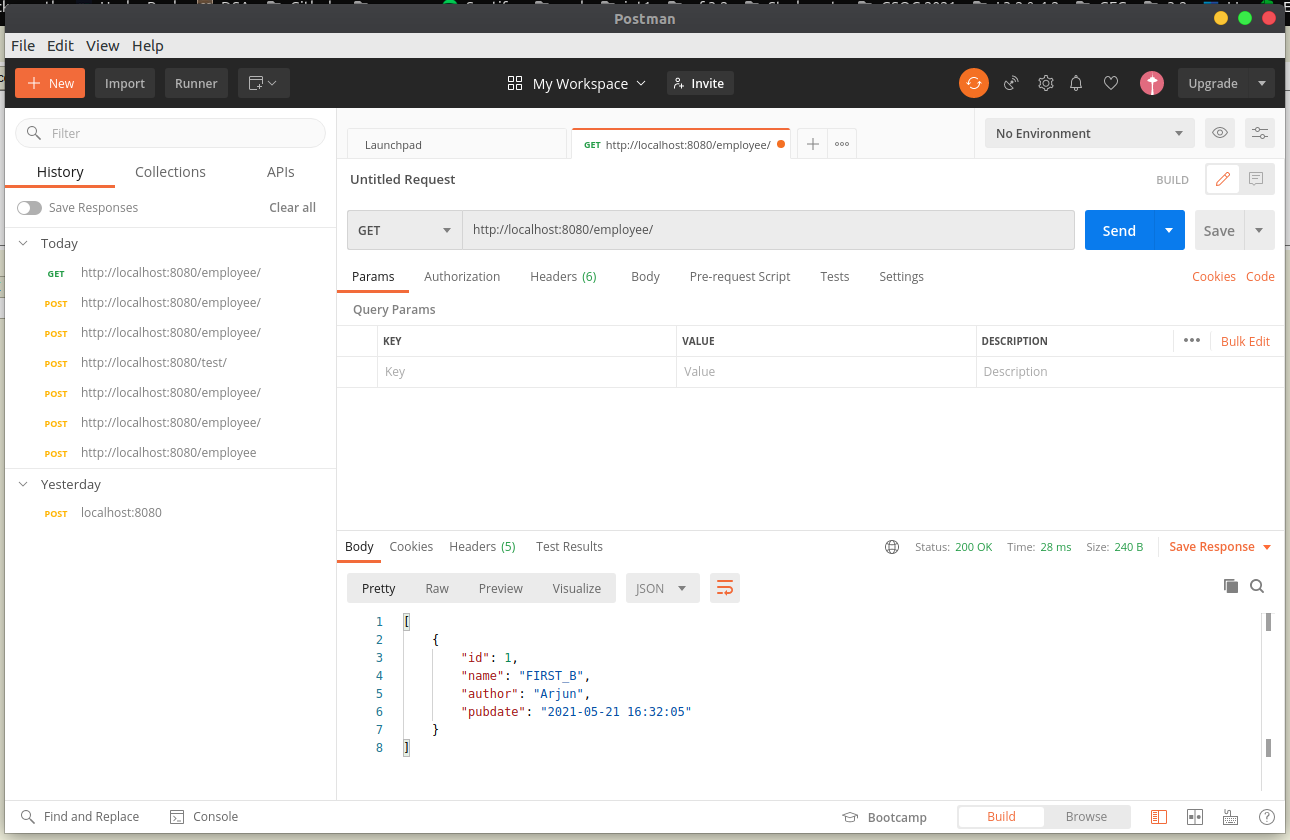 Postman
File Edit View Help
+ New Import Runner My Workspace Invite Upgrade
Filter
History Collections APIs
Save Responses Clear all
Today
GET http://localhost:8080/employee/
POST http://localhost:8080/employee/
POST http://localhost:8080/employee/
POST http://localhost:8080/test/
POST http://localhost:8080/employee/
POST http://localhost:8080/employee/
POST http://localhost:8080/employee
Yesterday
POST localhost:8080
Launchpad GET http://localhost:8080/employee/ + ooo No Environment
Untitled Request BUILD
GET http://localhost:8080/employee/ Send Save
Params Authorization Headers (6) Body Pre-request Script Tests Settings Cookies Code
Query Params
KEY VALUE DESCRIPTION ••• Bulk Edit
Key Value Description
Body Cookies Headers (5) Test Results Status: 200 OK Time: 28 ms Size: 240 B Save Response
Pretty Raw Preview Visualize JSON
1 [
2 {
3 "id": 1,
4 "name": "FIRST_B",
5 "author": "Arjun",
6 "pubdate": "2021-05-21 16:32:05"
7 }
8 ]
Find and Replace Console Bootcamp Build Browse ?